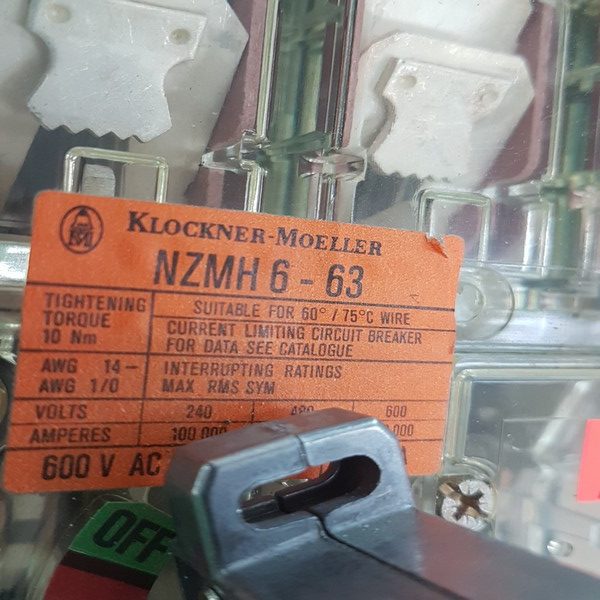 KLOCKNER-MOELLER
NZMH 6 - 63
TIGHTENING
TORQUE
10 Nm
SUITABLE FOR 60° / 75°C WIRE
CURRENT LIMITING CIRCUIT BREAKER
FOR DATA SEE CATALOGUE
AWG 14 -
AWG 1/0
INTERRUPTING RATINGS
MAX RMS SYM
VOLTS 240 480 600
AMPERES 100.000
600 V AC
OFF